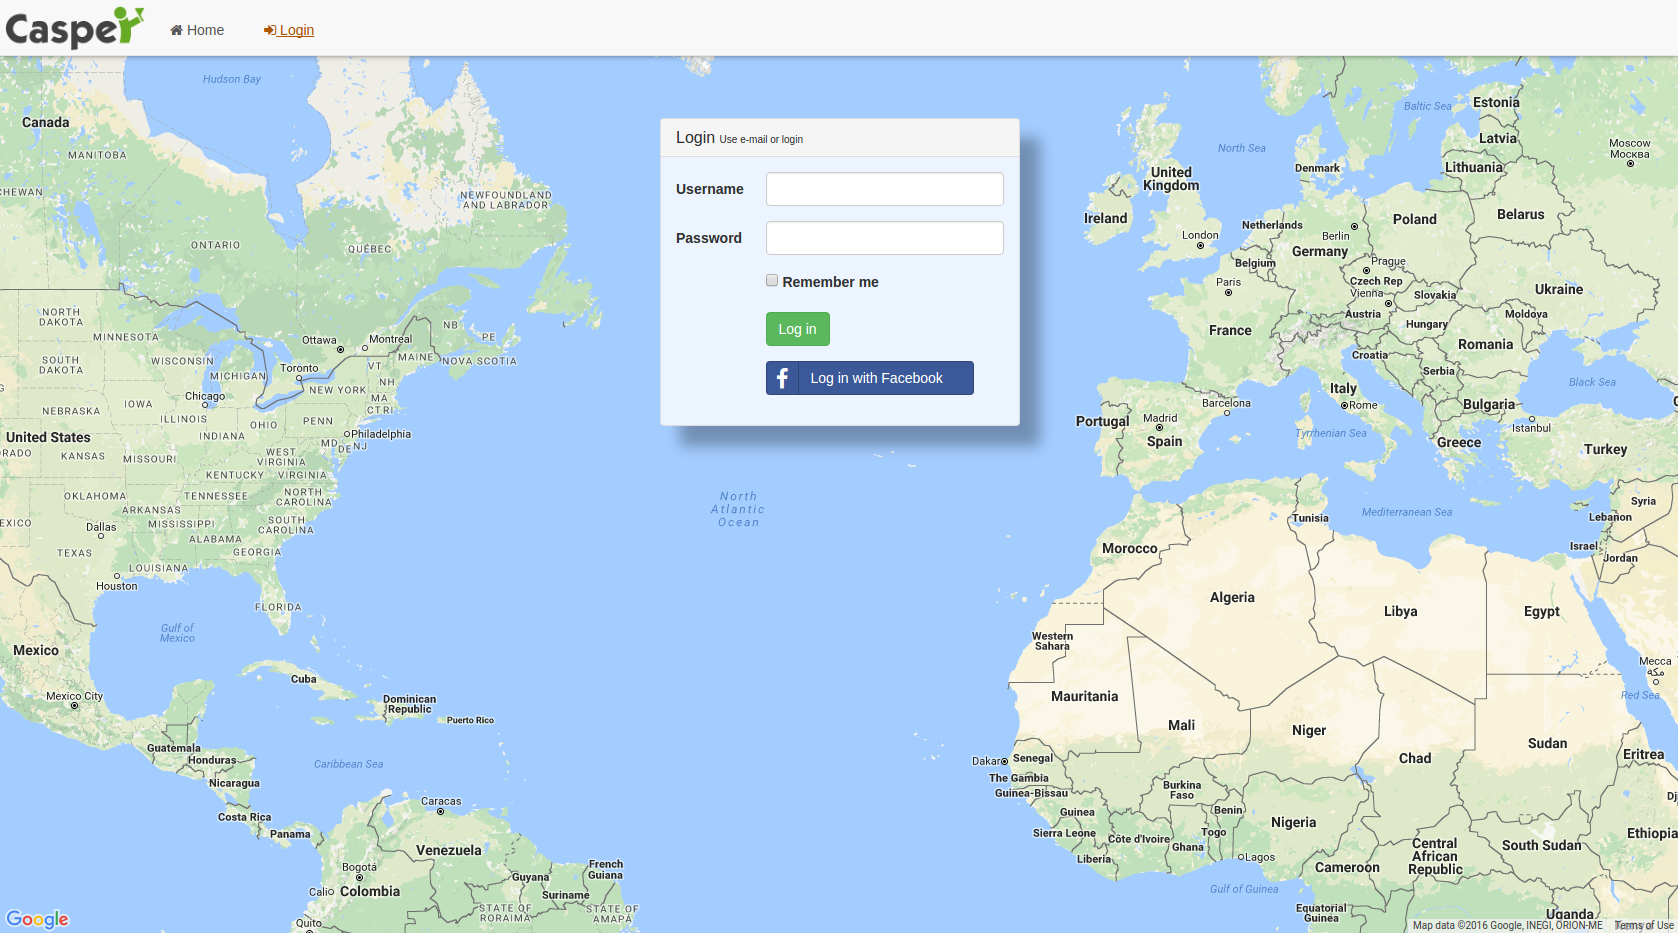 Casper
Home
Login
Login Use e-mail or login
Username
Password
Remember me
Log in
Log in with Facebook
Hudson Bay
Canada
MANITOBA
CHEWAN
NEWFOUNDLAND
AND LABRADOR
ONTARIO
QUÉBEC
NORTH
DAKOTA
MINNESOTA
SOUTH
DAKOTA
WISCONSIN
MICHIGAN
Ottawa
Montreal
Toronto
NB
PE
MAINE
NOVA SCOTIA
VT
NH
NEW YORK
MA
CT RI
Chicago
IOWA
NEBRASKA
ILLINOIS
OHIO
PENN
INDIANA
Philadelphia
MD
DE
NJ
United States
RADO
KANSAS
MISSOURI
WEST
VIRGINIA
KENTUCKY
VIRGINIA
OKLAHOMA
TENNESSEE
NORTH
CAROLINA
ARKANSAS
EXICO
Dallas
MISSISSIPPI
SOUTH
CAROLINA
ALABAMA
TEXAS
GEORGIA
LOUISIANA
Houston
FLORIDA
Gulf of
Mexico
Mexico
Mexico City
Cuba
Dominican
Republic
Puerto Rico
Guatemala
Honduras
Nicaragua
Caribbean Sea
Costa Rica
Panama
Caracas
Venezuela
Bogotá
Cali
Colombia
Guyana
French
Guiana
Suriname
STATE OF
RORAIMA
STATE OF
AMAPÁ
Quito
North
Atlantic
Ocean
Baltic Sea
Estonia
Latvia
Lithuania
Moscow
Москва
North Sea
Denmark
United
Kingdom
Ireland
London
Netherlands
Berlin
Poland
Belarus
Germany
Belgium
Prague
Czech Rep
Paris
Vienna
Slovakia
Ukraine
Austria
Hungary
Moldova
France
Romania
Croatia
Serbia
Black Sea
Italy
Rome
Bulgaria
Barcelona
Madrid
Portugal
Spain
Tyrrhenian Sea
Istanbul
Greece
Turkey
Syria
Lebanon
Tunisia
Mediterranean Sea
Israel
Jordan
Morocco
Algeria
Libya
Egypt
Western
Sahara
Mecca
مكة
Red Sea
Mauritania
Mali
Niger
Chad
Sudan
Eritrea
Dakar
Senegal
The Gambia
Guinea-Bissau
Burkina
Faso
Guinea
Benin
Dj
Sierra Leone
Côte d'Ivoire
Togo
Nigeria
Ghana
Liberia
Lagos
Ethiopia
South Sudan
Central
African
Republic
Cameroon
Gulf of Guinea
Equatorial
Guinea
Uganda
Google
Map data ©2016 Google, INEGI, ORION-ME
Terms of Use